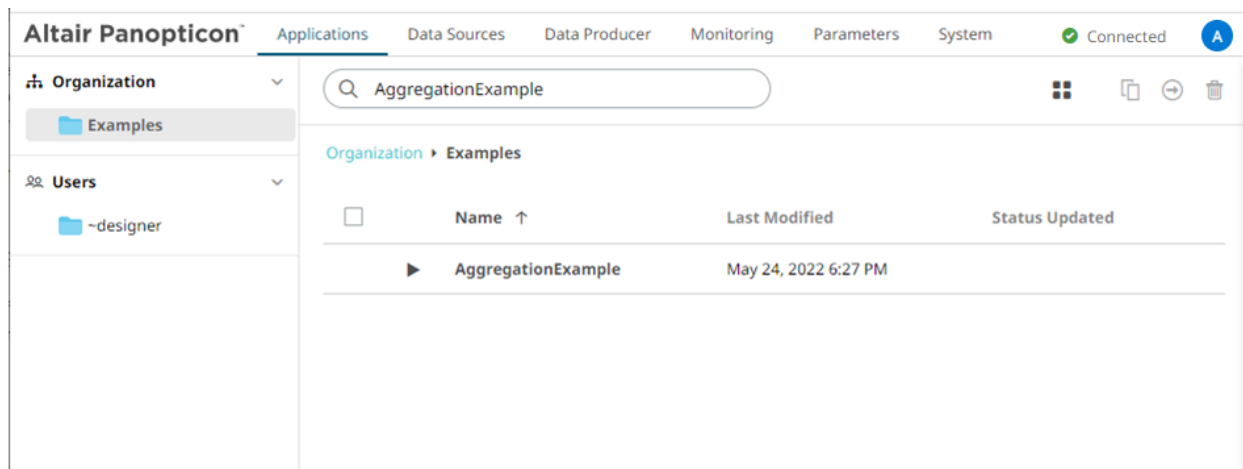 Altair Panopticon™ Applications Data Sources Data Producer Monitoring Parameters System Connected A
Organization
Examples
Users
~designer
AggregationExample
Organization Examples
Name Last Modified Status Updated
AggregationExample May 24, 2022 6:27 PM